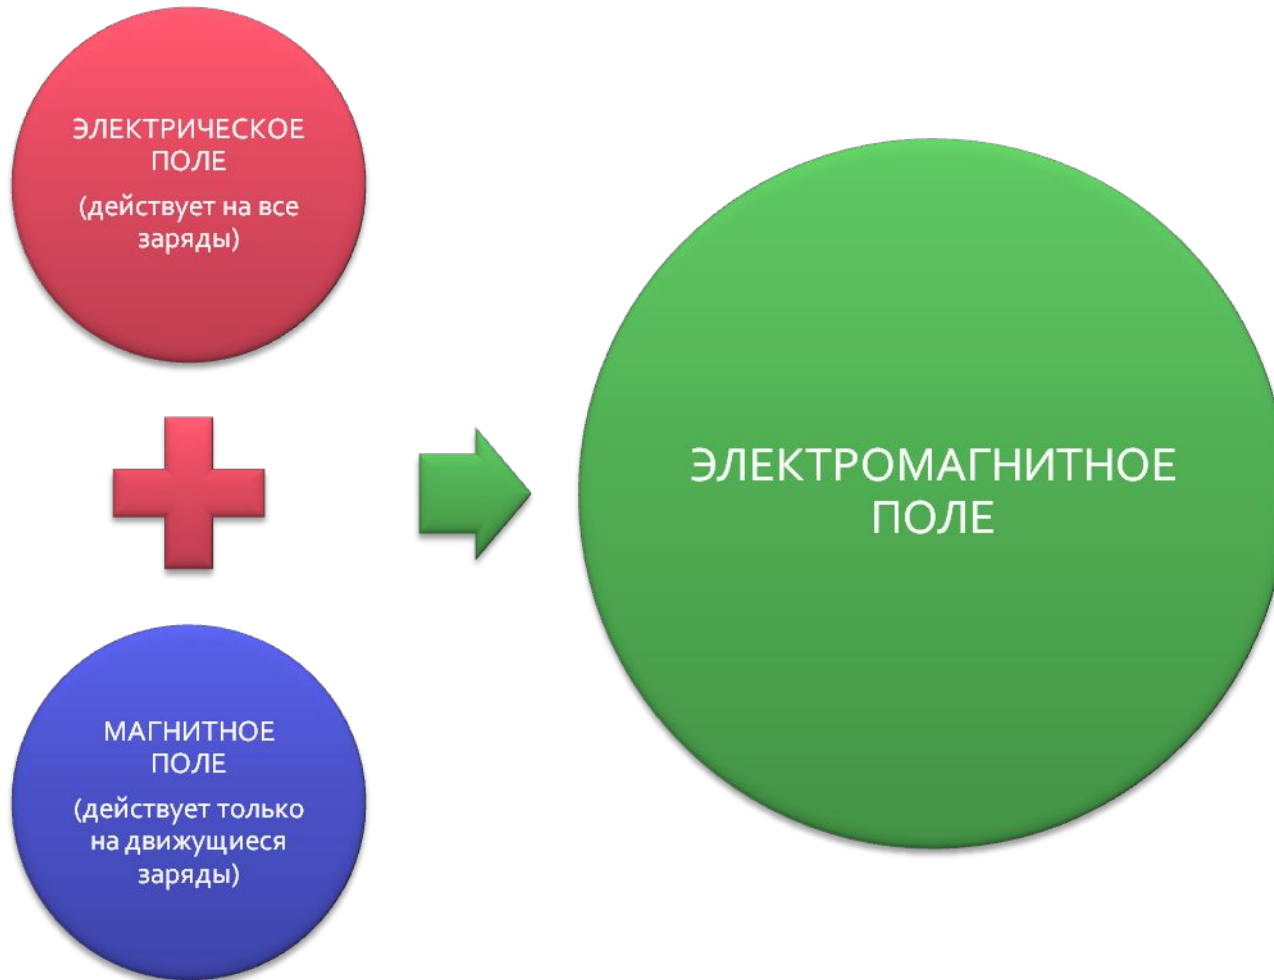 ЭЛЕКТРИЧЕСКОЕ
ПОЛЕ
(действует на все
заряды)
МАГНИТНОЕ
ПОЛЕ
(действует только
на движущиеся
заряды)
ЭЛЕКТРОМАГНИТНОЕ
ПОЛЕ